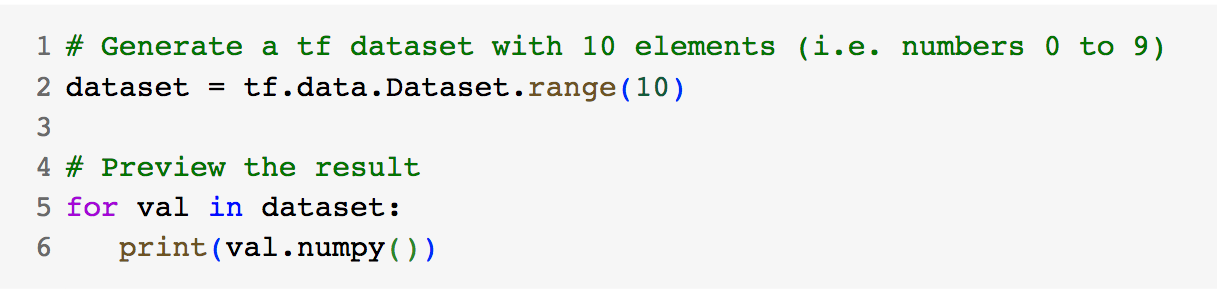 1 # Generate a tf dataset with 10 elements (i.e. numbers 0 to 9)
2 dataset = tf.data.Dataset.range(10)
3
4 # Preview the result
5 for val in dataset:
6    print(val.numpy())